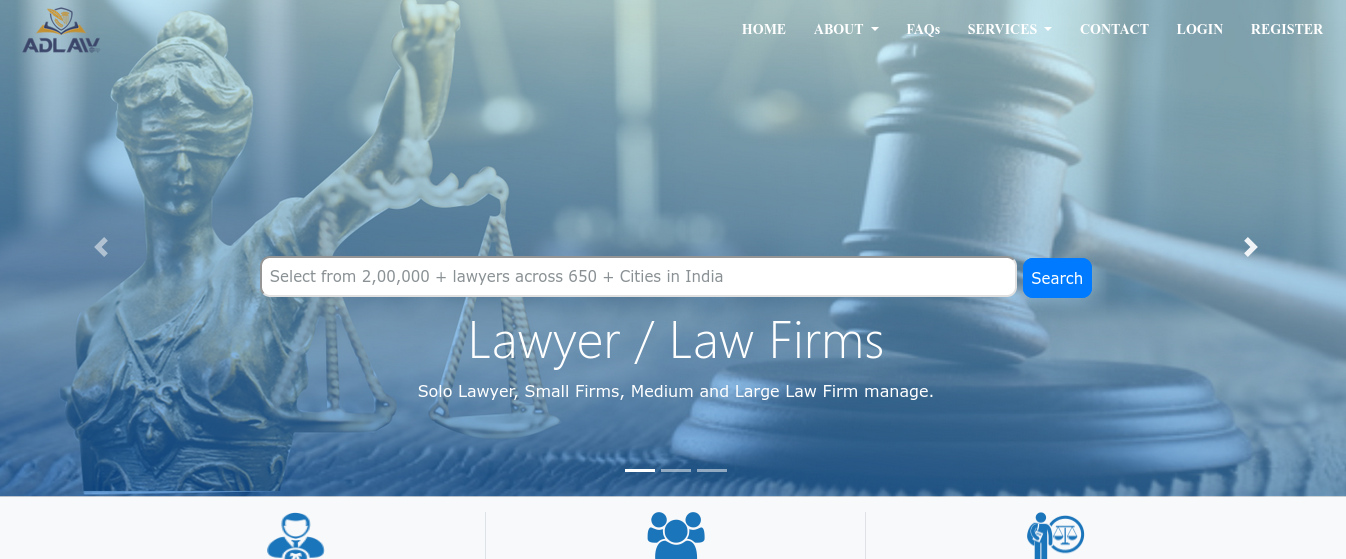 ADLAW
HOME ABOUT FAQs SERVICES CONTACT LOGIN REGISTER
Select from 2,00,000 + lawyers across 650 + Cities in India
Search
Lawyer / Law Firms
Solo Lawyer, Small Firms, Medium and Large Law Firm manage.